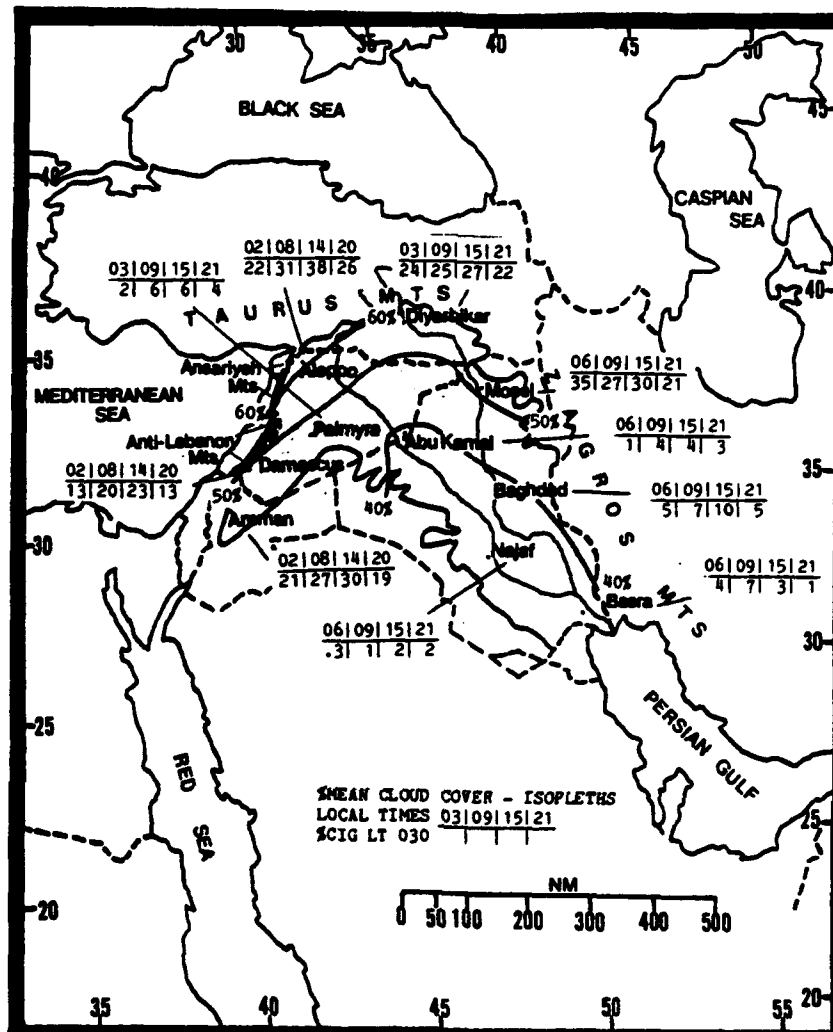 30 35 40 45 50
BLACK SEA
45
40
CASPIAN
SEA
02|08|14|20
22|31|38|26
03|09|15|21
24|25|27|22
03|09|15|21
2| 6| 6| 4
40
TAURUS MTS
60% Diyarbikar
35
Ansariyah
Mts.
Aleppo
06|09|15|21
35|27|30|21
Mosul
MEDITERRANEAN
SEA
60%
50%
ZAGROS MTS
Palmyra
Abu Kamal
06|09|15|21
1| 4| 4| 3
Anti-Lebanon
Mts.
Damascus
35
02|08|14|20
13|20|23|13
50%
40%
Baghdad
06|09|15|21
5| 7|10| 5
Amman
30
Najaf
02|08|14|20
21|27|30|19
40%
Basra
06|09|15|21
4| 7| 3| 1
06|09|15|21
.3| 1| 2| 2
30
25
PERSIAN GULF
RED
SEA
%MEAN CLOUD COVER - ISOPLETHS
LOCAL TIMES 03|09|15|21
%CIG LT 030
25
NM
0 50 100 200 300 400 500
20
20
35 40 45 50 55